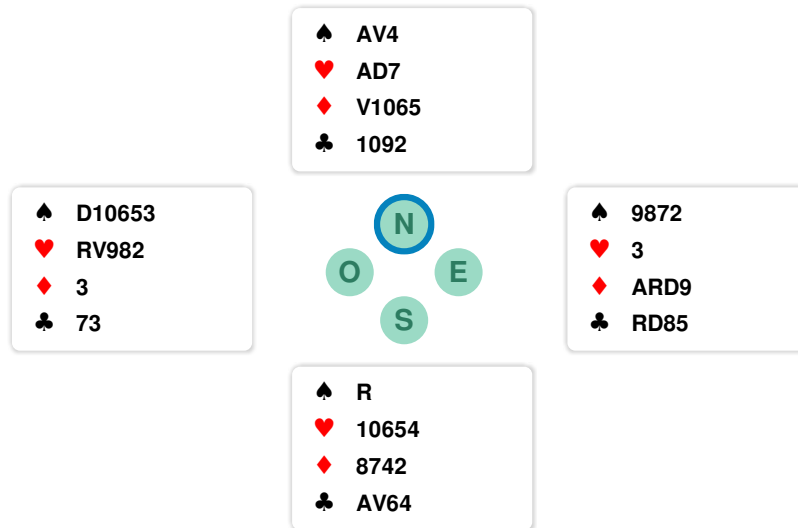 ♠ AV4
♥ AD7
♦ V1065
♣ 1092
♠ D10653
♥ RV982
♦ 3
♣ 73
N
O E
S
♠ 9872
♥ 3
♦ ARD9
♣ RD85
♠ R
♥ 10654
♦ 8742
♣ AV64